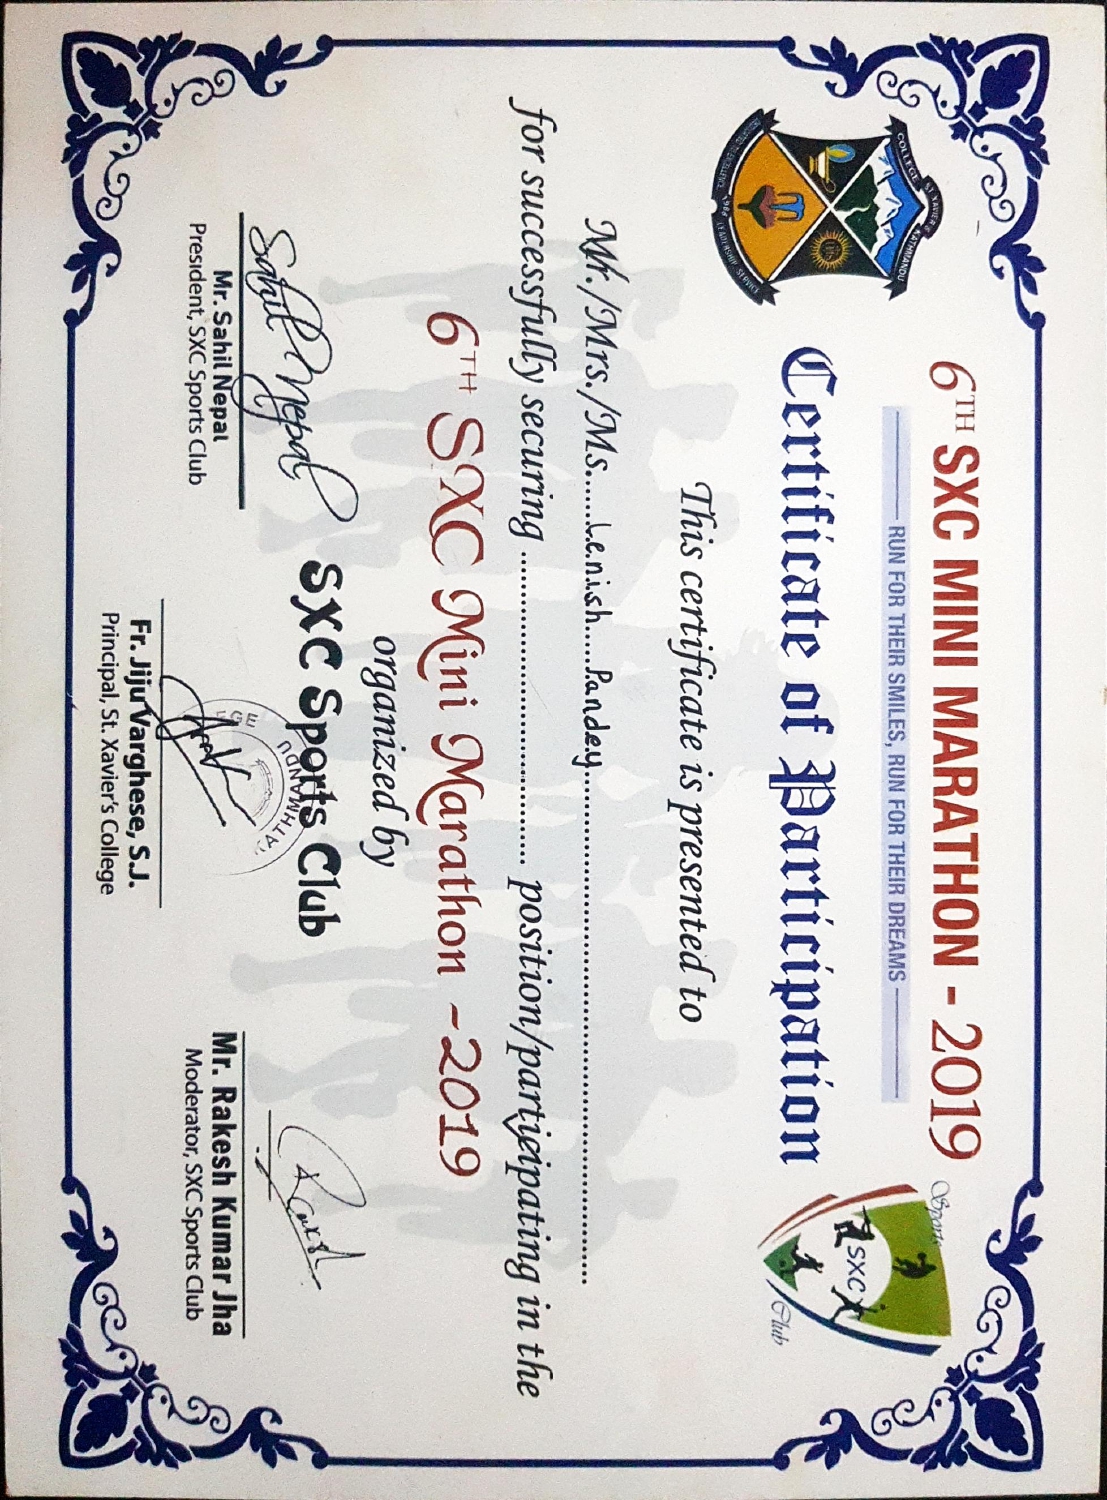 6TH SXC MINI MARATHON - 2019
RUN FOR THEIR SMILES, RUN FOR THEIR DREAMS
ST. XAVIER'S COLLEGE KATHMANDU
DEDICATED TO EXCELLENCE, 1988 LEADERSHIP, SERVICE
Sports
SXC
Club
Certificate of Participation
This certificate is presented to
Mr./Mrs./Ms......Lenish.....Pandey......
for successfully securing ...................................... position/participating in the
6TH SXC Mini Marathon -2019
organized by
SXC Sports Club
KATHMANDU
Sahil Nepal
Mr. Sahil Nepal
President, SXC Sports Club
Mr. Rakesh Kumar Jha
Moderator, SXC Sports Club
Fr. Jiju Varghese, S.J.
Principal, St. Xavier's College